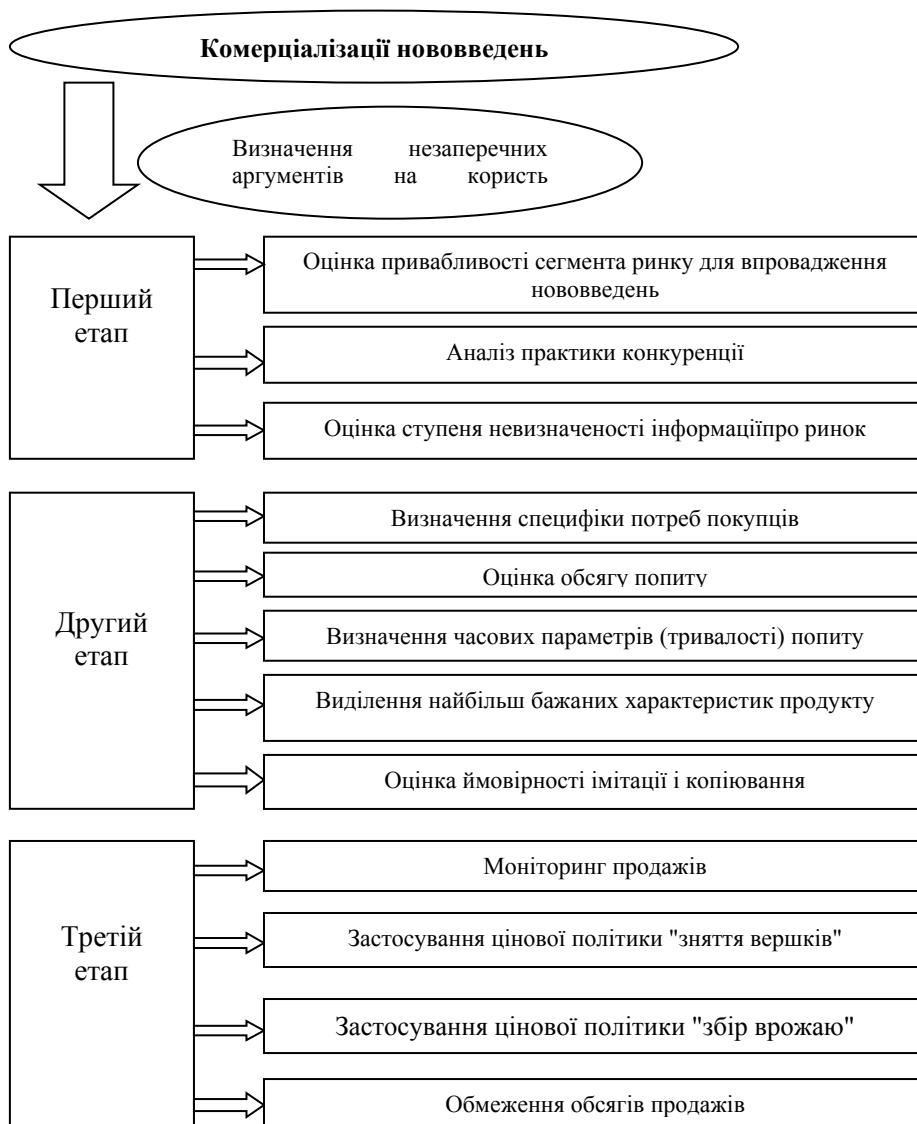 Комерціалізації нововведень
Визначення незаперечних
аргументів на користь
Перший
етап
Оцінка привабливості сегмента ринку для впровадження
нововведень
Аналіз практики конкуренції
Оцінка ступеня невизначеності інформаціїпро ринок
Другий
етап
Визначення специфіки потреб покупців
Оцінка обсягу попиту
Визначення часових параметрів (тривалості) попиту
Виділення найбільш бажаних характеристик продукту
Оцінка ймовірності імітації і копіювання
Третій
етап
Моніторинг продажів
Застосування цінової політики "зняття вершків"
Застосування цінової політики "збір врожаю"
Обмеження обсягів продажів